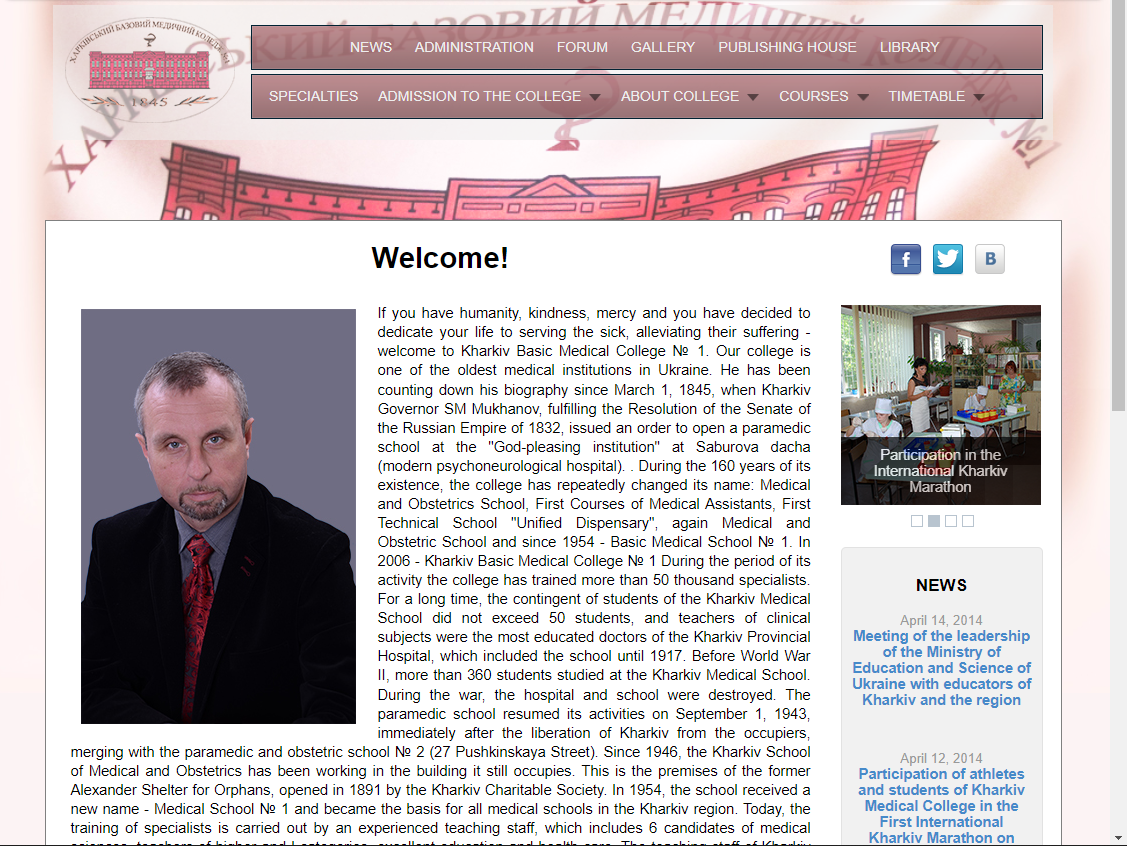 ХАРКІВСЬКИЙ БАЗОВИЙ МЕДИЧНИЙ КОЛЕДЖ №1
ХАРКІВСЬКИЙ БАЗОВИЙ МЕДИЧНИЙ КОЛЕДЖ №1
1845
NEWS ADMINISTRATION FORUM GALLERY PUBLISHING HOUSE LIBRARY
SPECIALTIES ADMISSION TO THE COLLEGE ABOUT COLLEGE COURSES TIMETABLE
Welcome!
f
B
If you have humanity, kindness, mercy and you have decided to
dedicate your life to serving the sick, alleviating their suffering -
welcome to Kharkiv Basic Medical College № 1. Our college is
one of the oldest medical institutions in Ukraine. He has been
counting down his biography since March 1, 1845, when Kharkiv
Governor SM Mukhanov, fulfilling the Resolution of the Senate of
the Russian Empire of 1832, issued an order to open a paramedic
school at the "God-pleasing institution" at Saburova dacha
(modern psychoneurological hospital). . During the 160 years of its
existence, the college has repeatedly changed its name: Medical
and Obstetrics School, First Courses of Medical Assistants, First
Technical School "Unified Dispensary", again Medical and
Obstetric School and since 1954 - Basic Medical School № 1. In
2006 - Kharkiv Basic Medical College № 1 During the period of its
activity the college has trained more than 50 thousand specialists.
For a long time, the contingent of students of the Kharkiv Medical
School did not exceed 50 students, and teachers of clinical
subjects were the most educated doctors of the Kharkiv Provincial
Hospital, which included the school until 1917. Before World War
II, more than 360 students studied at the Kharkiv Medical School.
During the war, the hospital and school were destroyed. The
paramedic school resumed its activities on September 1, 1943,
immediately after the liberation of Kharkiv from the occupiers,
merging with the paramedic and obstetric school № 2 (27 Pushkinskaya Street). Since 1946, the Kharkiv School
of Medical and Obstetrics has been working in the building it still occupies. This is the premises of the former
Alexander Shelter for Orphans, opened in 1891 by the Kharkiv Charitable Society. In 1954, the school received a
new name - Medical School № 1 and became the basis for all medical schools in the Kharkiv region. Today, the
training of specialists is carried out by an experienced teaching staff, which includes 6 candidates of medical
sciences, teachers of higher and I categories, excellent education and health care. The teaching staff of Kharkiv
Participation in the
International Kharkiv
Marathon
NEWS
April 14, 2014
Meeting of the leadership
of the Ministry of
Education and Science of
Ukraine with educators of
Kharkiv and the region
April 12, 2014
Participation of athletes
and students of Kharkiv
Medical College in the
First International
Kharkiv Marathon on